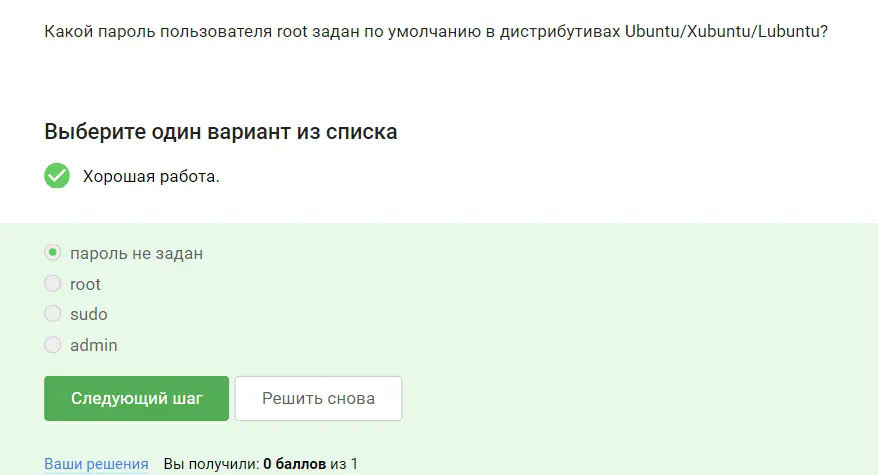 Какой пароль пользователя root задан по умолчанию в дистрибутивах Ubuntu/Xubuntu/Lubuntu?
Выберите один вариант из списка
Хорошая работа.
пароль не задан
root
sudo
admin
Следующий шаг Решить снова
Ваши решения Вы получили: 0 баллов из 1